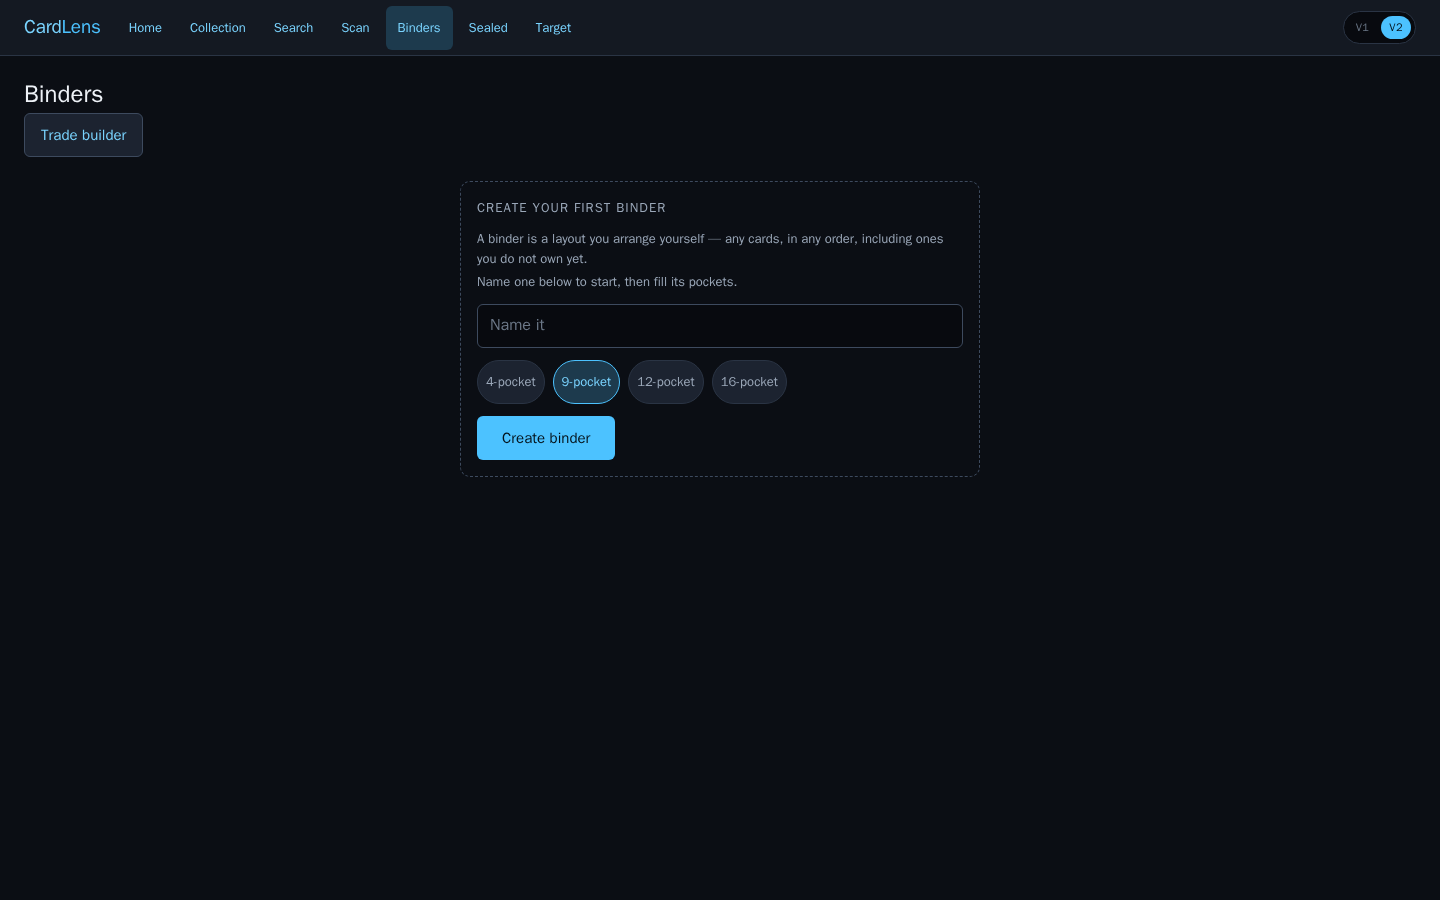 CardLens Home Collection Search Scan Binders Sealed Target V1 V2
Binders
Trade builder
CREATE YOUR FIRST BINDER
A binder is a layout you arrange yourself — any cards, in any order, including ones
you do not own yet.
Name one below to start, then fill its pockets.
Name it
4-pocket 9-pocket 12-pocket 16-pocket
Create binder